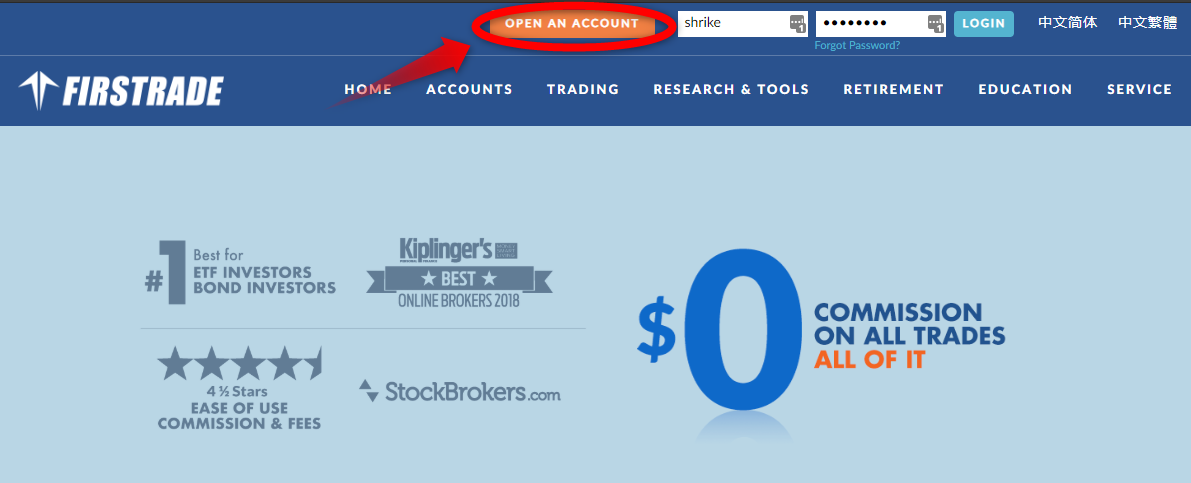 OPEN AN ACCOUNT
shrike
••••••••
LOGIN
中文简体
中文繁體
Forgot Password?
FIRSTRADE
HOME
ACCOUNTS
TRADING
RESEARCH & TOOLS
RETIREMENT
EDUCATION
SERVICE
#1
Best for
ETF INVESTORS
BOND INVESTORS
Kiplinger's
BEST
ONLINE BROKERS 2018
4 ½ Stars
EASE OF USE
COMMISSION & FEES
StockBrokers.com
$0
COMMISSION
ON ALL TRADES
ALL OF IT